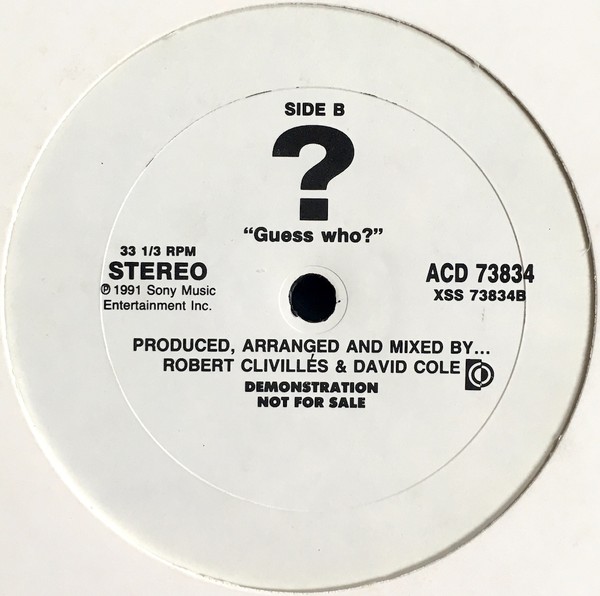 SIDE B
?
“Guess who?”
33 1/3 RPM
STEREO
℗ 1991 Sony Music
Entertainment Inc.
ACD 73834
XSS 73834B
PRODUCED, ARRANGED AND MIXED BY...
ROBERT CLIVILLÉS & DAVID COLE
DEMONSTRATION
NOT FOR SALE